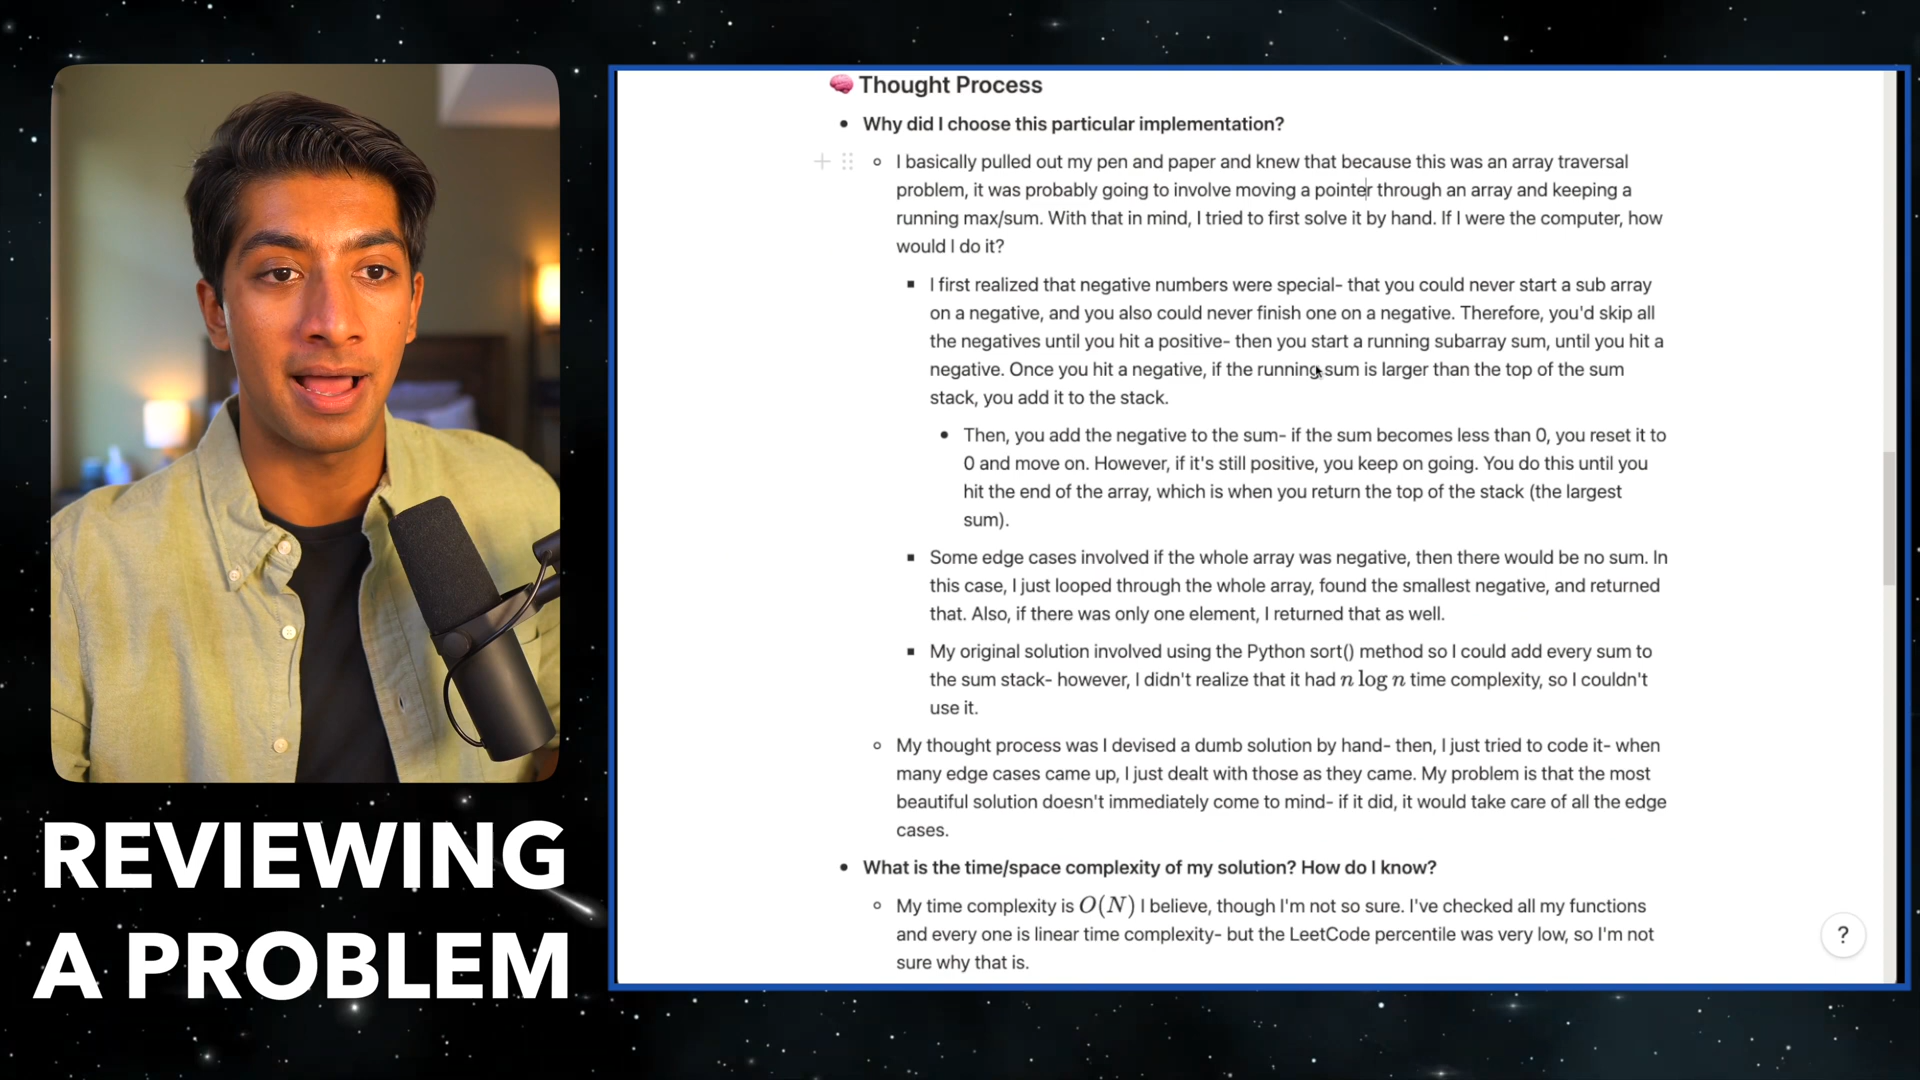 🧠 Thought Process
• Why did I choose this particular implementation?
I basically pulled out my pen and paper and knew that because this was an array traversal
problem, it was probably going to involve moving a pointer through an array and keeping a
running max/sum. With that in mind, I tried to first solve it by hand. If I were the computer, how
would I do it?
I first realized that negative numbers were special- that you could never start a sub array
on a negative, and you also could never finish one on a negative. Therefore, you'd skip all
the negatives until you hit a positive- then you start a running subarray sum, until you hit a
negative. Once you hit a negative, if the running sum is larger than the top of the sum
stack, you add it to the stack.
Then, you add the negative to the sum- if the sum becomes less than 0, you reset it to
0 and move on. However, if it's still positive, you keep on going. You do this until you
hit the end of the array, which is when you return the top of the stack (the largest
sum).
Some edge cases involved if the whole array was negative, then there would be no sum. In
this case, I just looped through the whole array, found the smallest negative, and returned
that. Also, if there was only one element, I returned that as well.
My original solution involved using the Python sort() method so I could add every sum to
the sum stack- however, I didn't realize that it had n log n time complexity, so I couldn't
use it.
My thought process was I devised a dumb solution by hand- then, I just tried to code it- when
many edge cases came up, I just dealt with those as they came. My problem is that the most
beautiful solution doesn't immediately come to mind- if it did, it would take care of all the edge
cases.
• What is the time/space complexity of my solution? How do I know?
My time complexity is O(N) I believe, though I'm not so sure. I've checked all my functions
and every one is linear time complexity- but the LeetCode percentile was very low, so I'm not
sure why that is.
?
REVIEWING
A PROBLEM